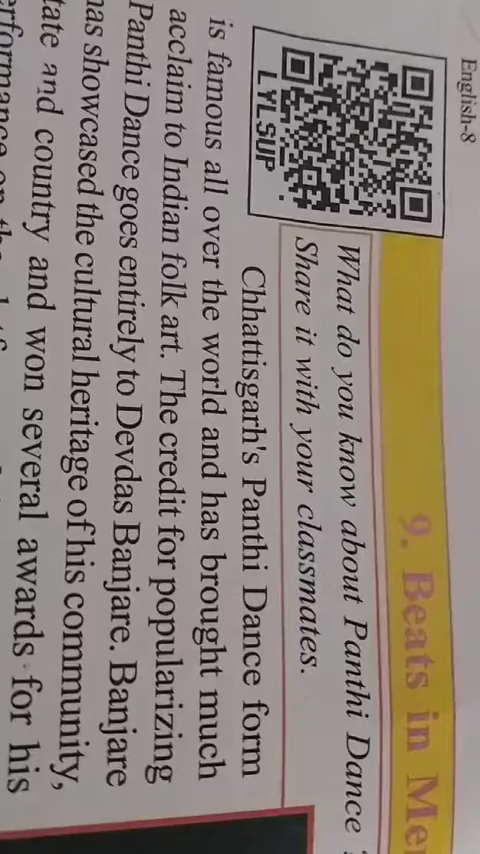 English-8
9. Beats in
LYLSUP
What do you know about Panthi Dance
Share it with your classmates.
Chhattisgarh's Panthi Dance form
is famous all over the world and has brought much
acclaim to Indian folk art. The credit for popularizing
Panthi Dance goes entirely to Devdas Banjare. Banjare
has showcased the cultural heritage of his community,
state and country and won several awards for his